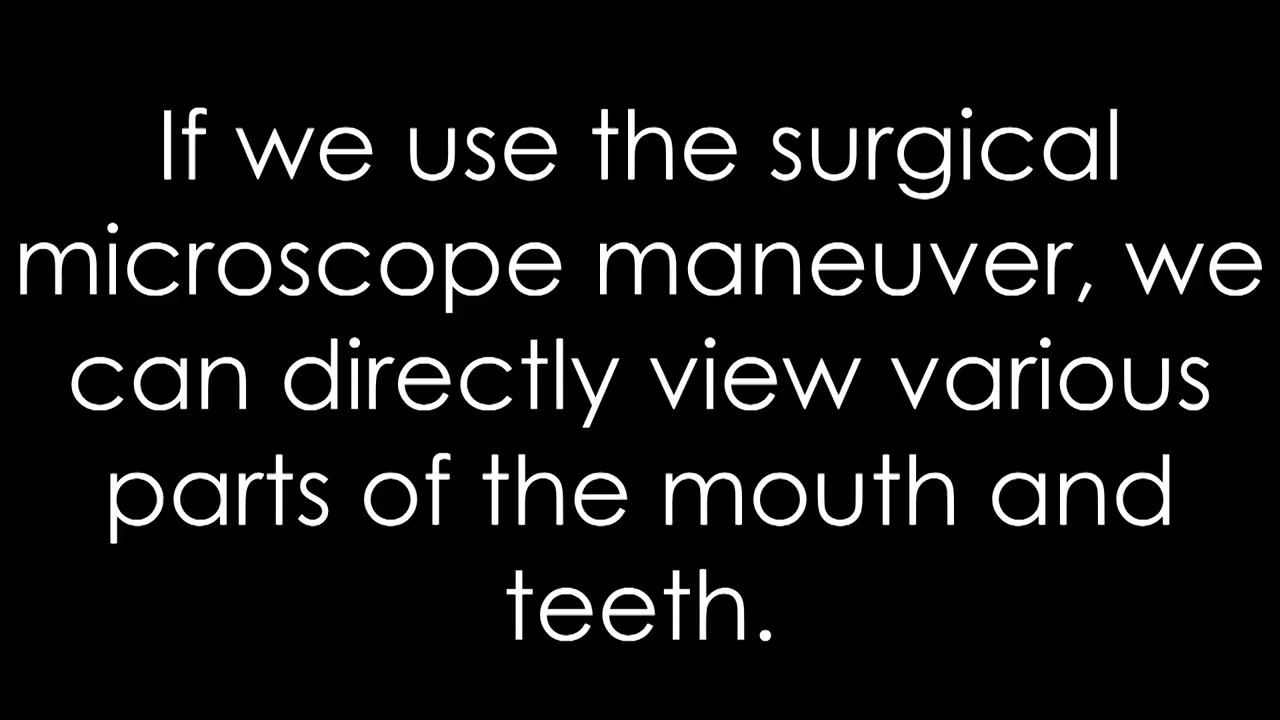 If we use the surgical
microscope maneuver, we
can directly view various
parts of the mouth and
teeth.